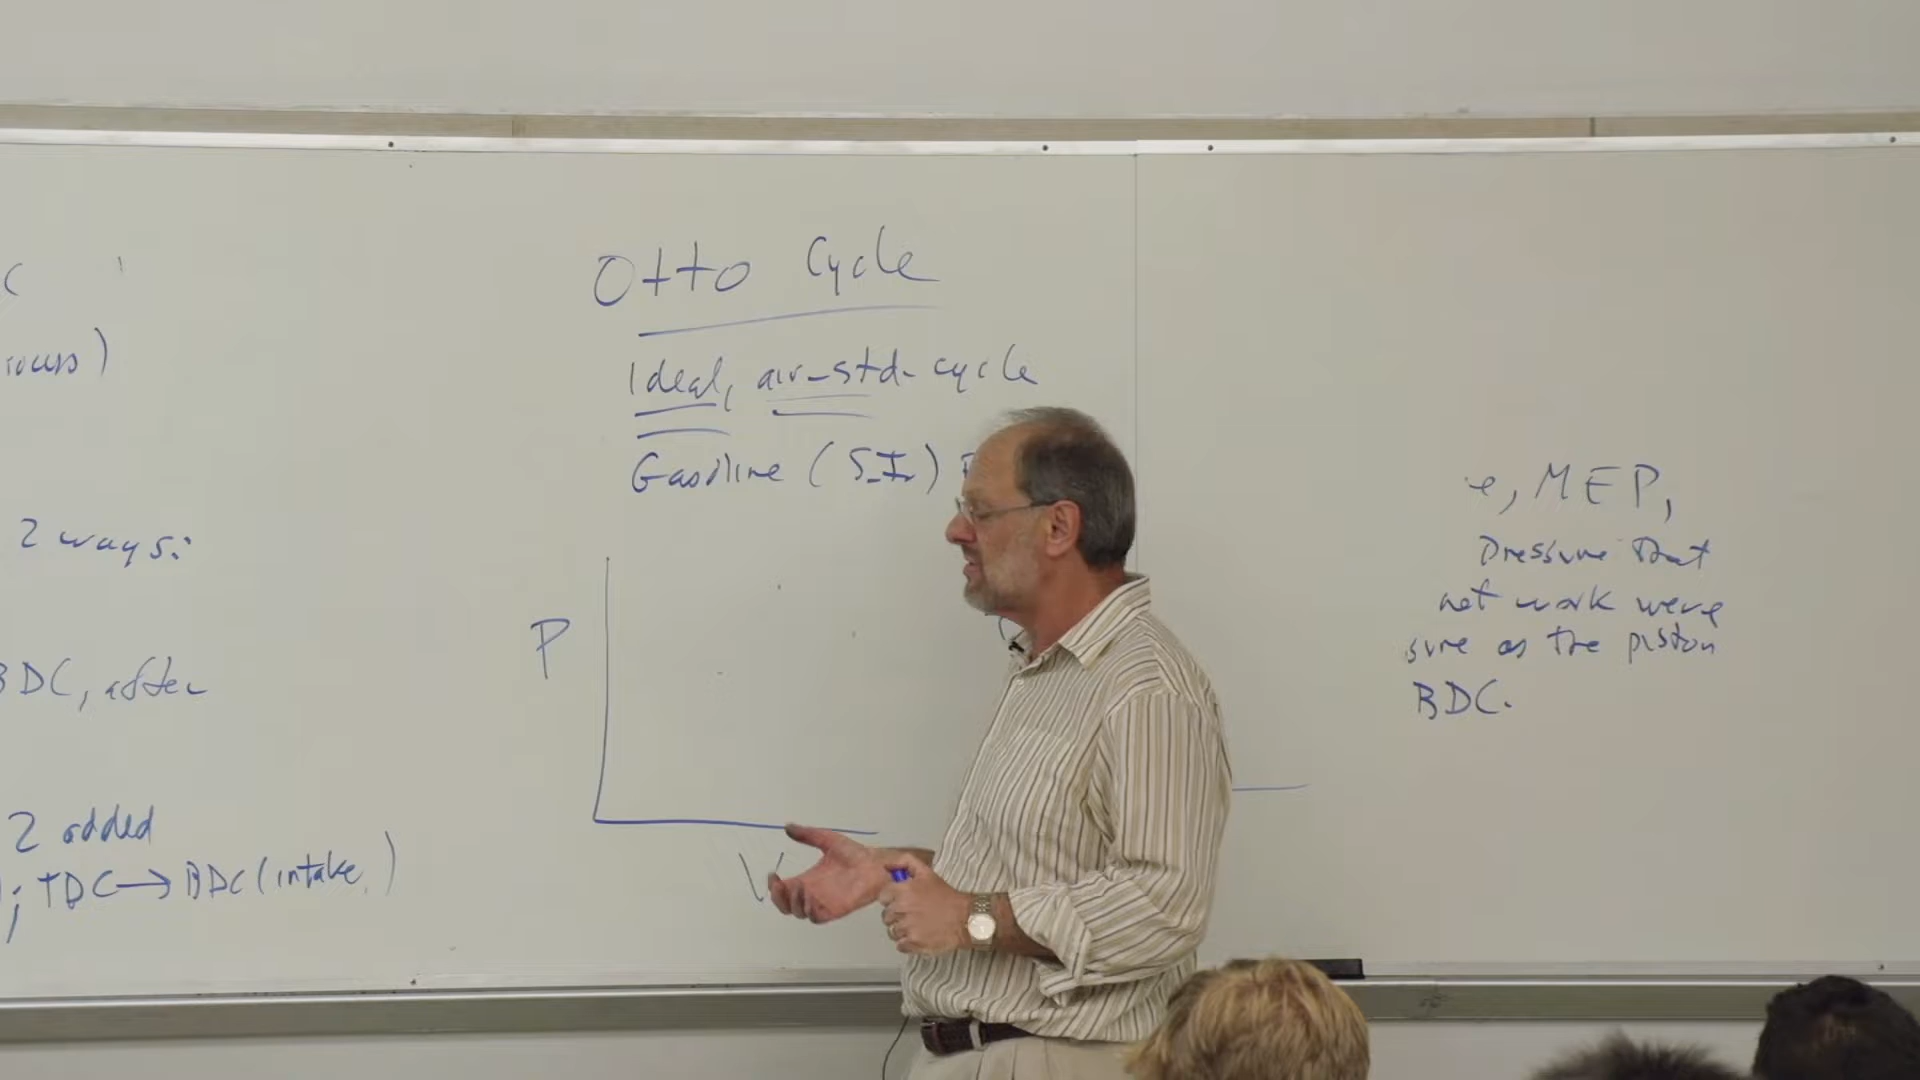 2 ways:
BDC, after
2 added
; TDC → BDC (intake)
Otto Cycle
Ideal, air-std. cycle
Gasoline (S.I.)
P
V
MEP,
pressure that
net work were
sure as the piston
BDC.